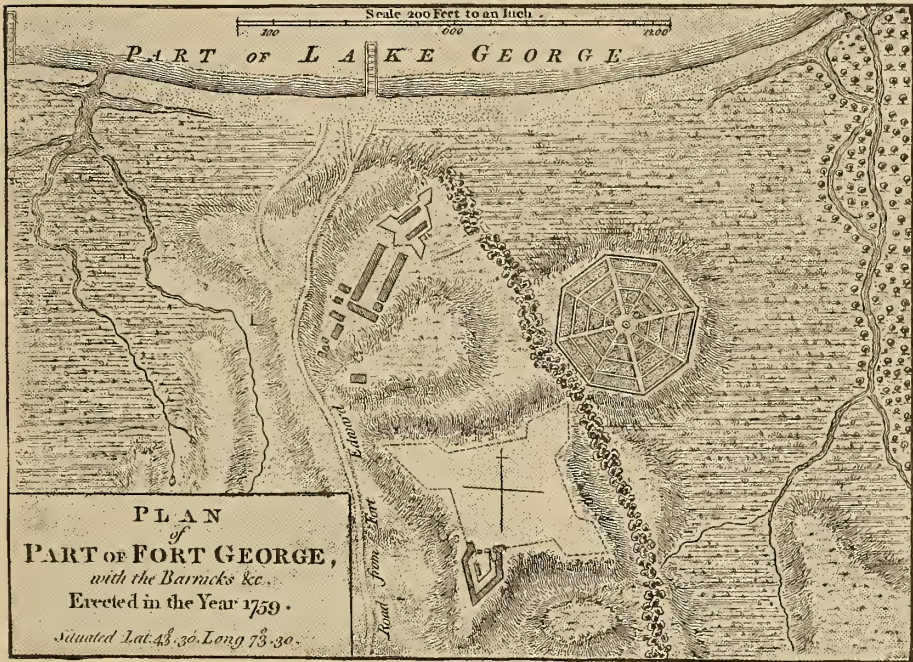 Scale 200 Feet to an Inch.
100 600 1200
PART OF LAKE GEORGE
Road from Fort Edward
PLAN
of
PART OF FORT GEORGE,
with the Barracks &c.
Erected in the Year 1759.
Situated Lat. 43°. 30. Long 73°. 30.